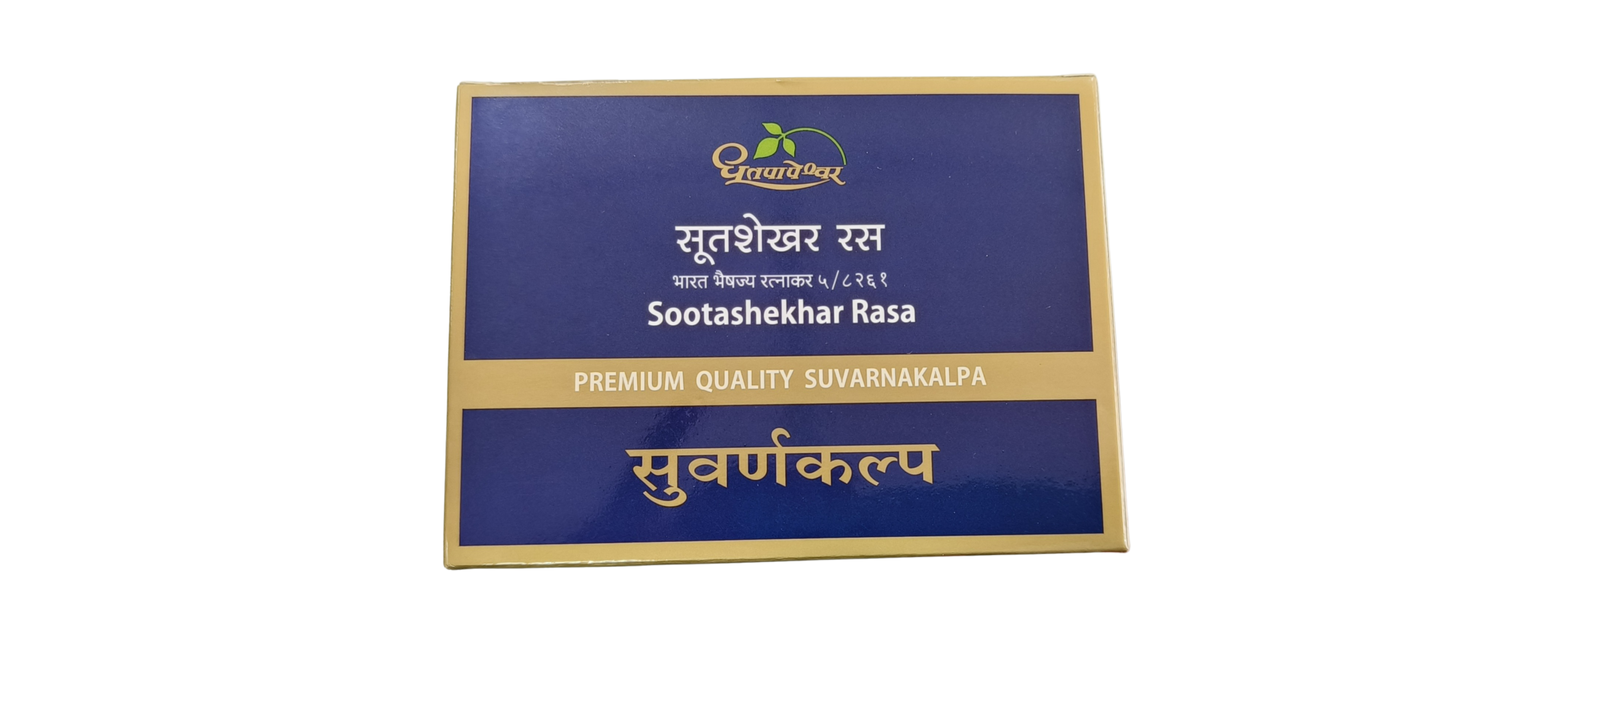 धूतपापेश्वर
सूतशेखर रस
भारत भैषज्य रत्नाकर ५/८२६१
Sootashekhar Rasa
PREMIUM QUALITY SUVARNAKALPA
सुवर्णकल्प